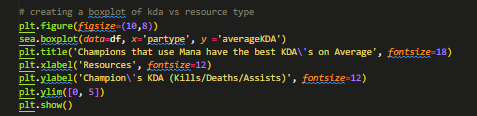 # creating a boxplot of kda vs resource type
plt.figure(figsize=(10,8))
sea.boxplot(data=df, x='partype', y ='averageKDA')
plt.title('Champions that use Mana have the best KDA\'s on Average', fontsize=18)
plt.xlabel('Resources', fontsize=12)
plt.ylabel('Champion\'s KDA (Kills/Deaths/Assists)', fontsize=12)
plt.ylim([0, 5])
plt.show()